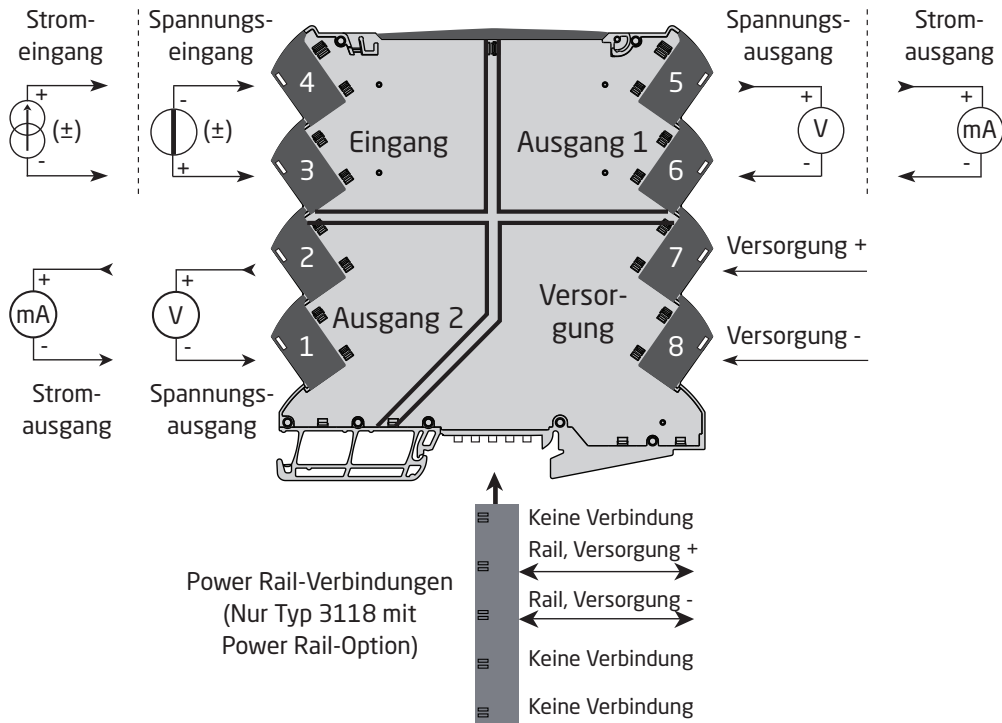 Strom-
eingang
Spannungs-
eingang
+
-
(±)
-
+
(±)
4
3
Eingang
Ausgang 1
5
6
Spannungs-
ausgang
Strom-
ausgang
+
V
-
+
mA
-
+
mA
-
Strom-
ausgang
+
V
-
Spannungs-
ausgang
2
1
Ausgang 2
Versor-
gung
7
8
Versorgung +
Versorgung -
Power Rail-Verbindungen
(Nur Typ 3118 mit
Power Rail-Option)
Keine Verbindung
Rail, Versorgung +
Rail, Versorgung -
Keine Verbindung
Keine Verbindung